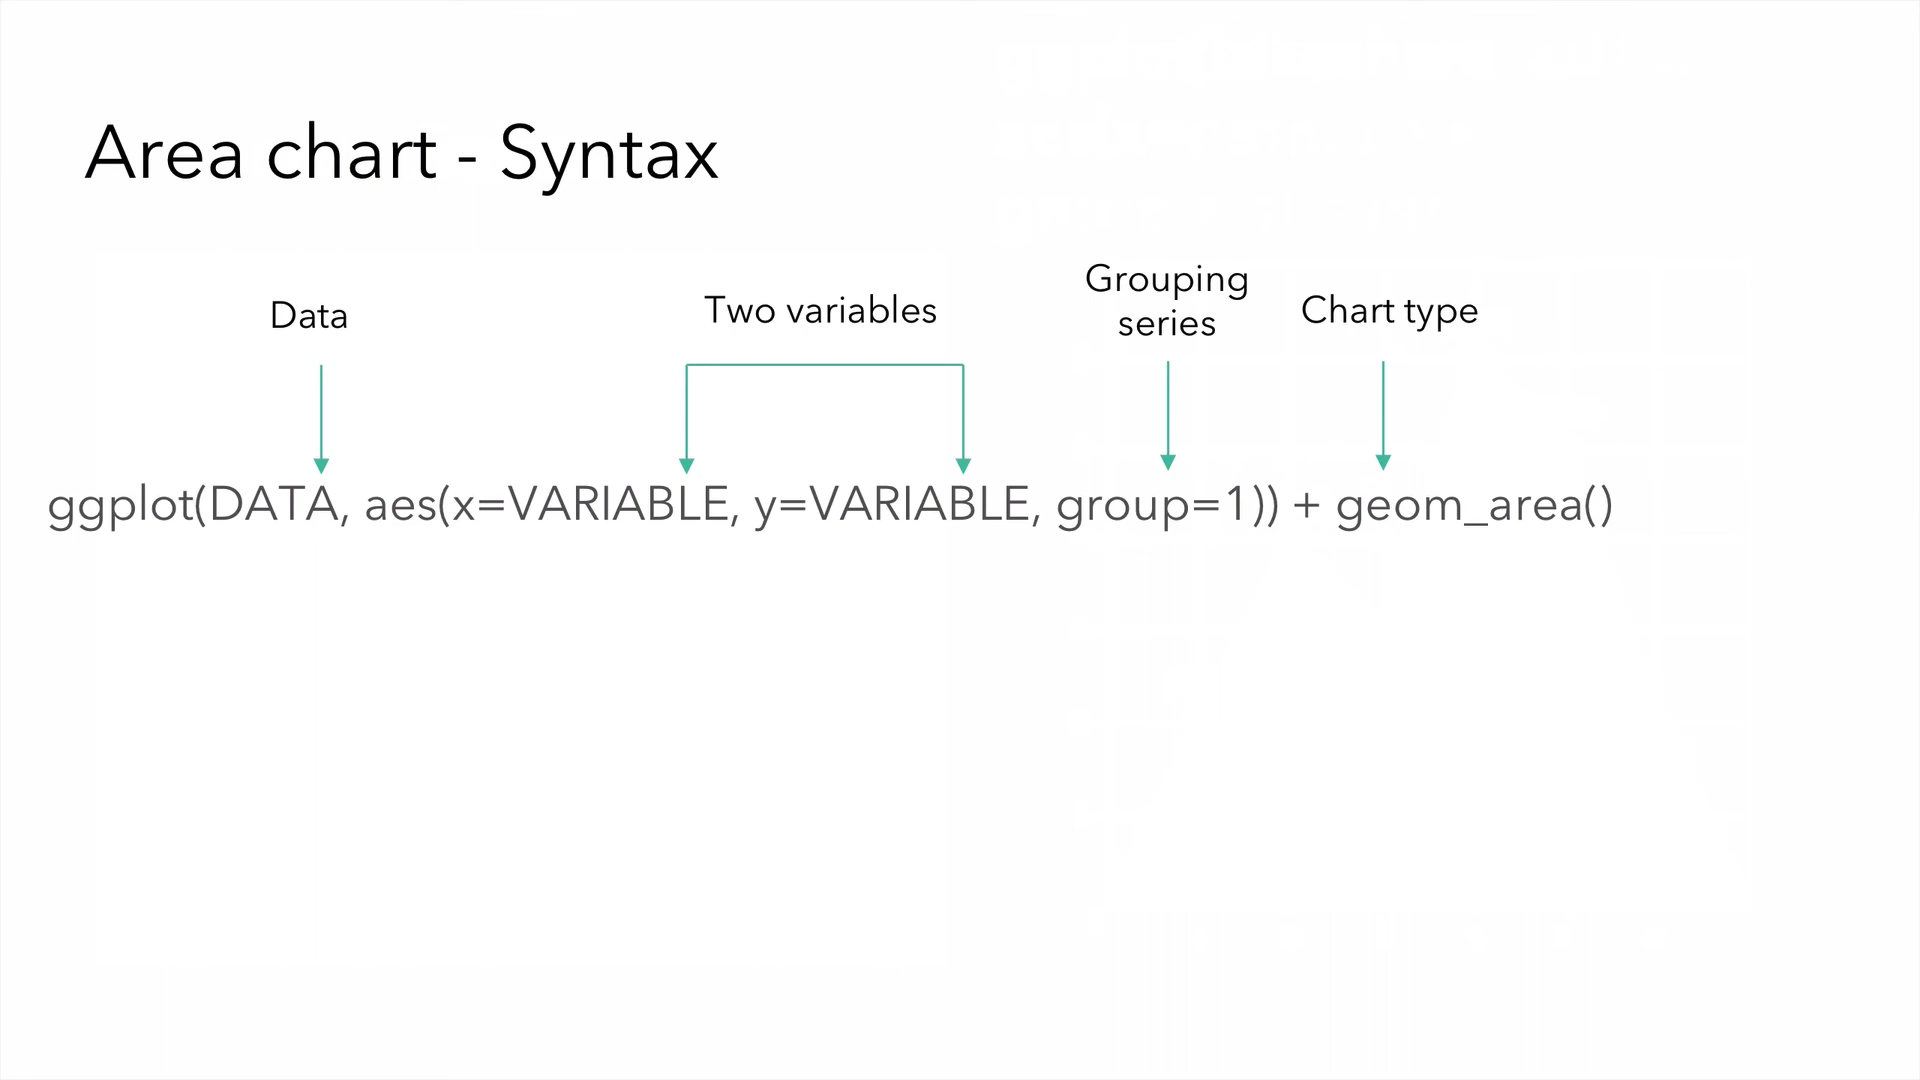 Area chart - Syntax
Data
Two variables
Grouping
series
Chart type
ggplot(DATA, aes(x=VARIABLE, y=VARIABLE, group=1)) + geom_area()